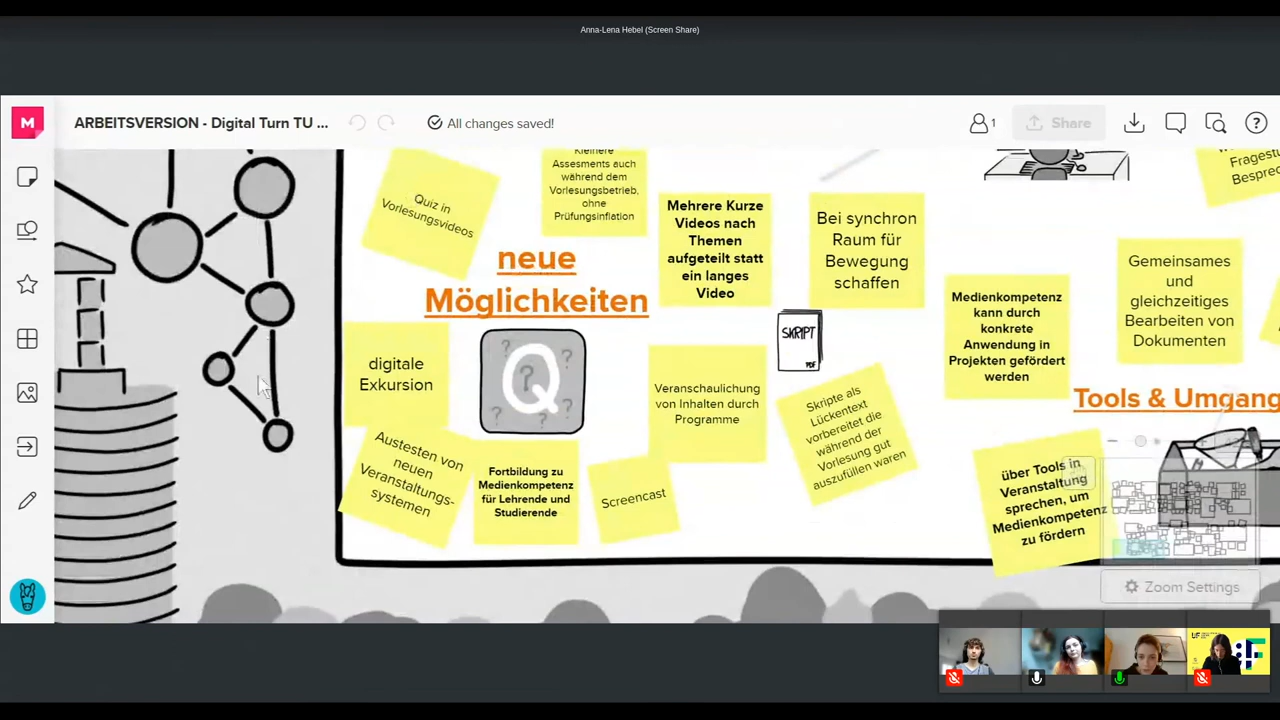 Anna-Lena Hebel (Screen Share)
M
ARBEITSVERSION - Digital Turn TU ...
All changes saved!
1
Share
?
Quiz in
Vorlesungsvideos
Kleinere
Assesments auch
während dem
Vorlesungsbetrieb,
ohne
Prüfungsinflation
neue
Möglichkeiten
Mehrere Kurze
Videos nach
Themen
aufgeteilt statt
ein langes
Video
Bei synchron
Raum für
Bewegung
schaffen
Fragestu
Bespred
Gemeinsames
und
gleichzeitiges
Bearbeiten von
Dokumenten
Medienkompetenz
kann durch
konkrete
Anwendung in
Projekten gefördert
werden
SKRIPT
PDF
digitale
Exkursion
Q
Veranschaulichung
von Inhalten durch
Programme
Skripte als
Lückentext
vorbereitet die
während der
Vorlesung gut
auszufüllen waren
Tools & Umgang
Austesten von
neuen
Veranstaltungs-
systemen
Fortbildung zu
Medienkompetenz
für Lehrende und
Studierende
Screencast
über Tools in
Veranstaltung
sprechen, um
Medienkompetenz
zu fördern
Zoom Settings